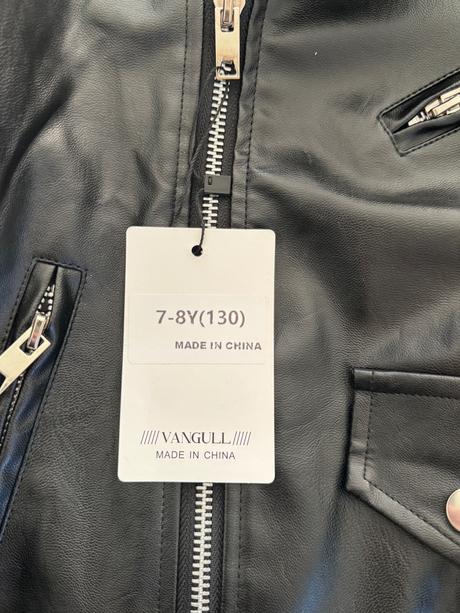 7-8Y(130)
MADE IN CHINA
///// VANGULL /////
MADE IN CHINA